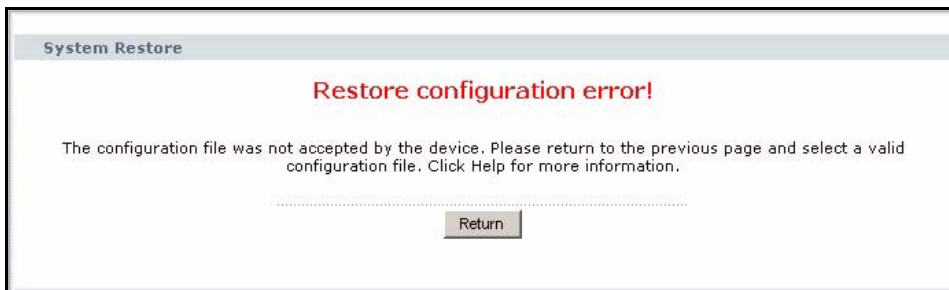 System Restore
Restore configuration error!
The configuration file was not accepted by the device. Please return to the previous page and select a valid
configuration file. Click Help for more information.
Return